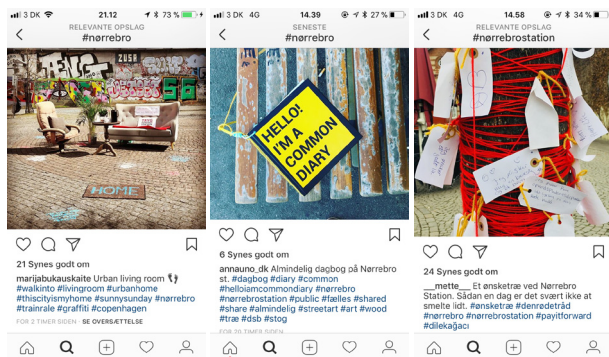 3 DK
21.12
73 %
RELEVANTE OPSLAG
#nørrebro
HOME
21 Synes godt om
marijabukauskaite Urban living room
#walkinto #livingroom #urbanhome
#thiscityismyhome #sunnysunday #nørrebro
#trainrale #graffiti #copenhagen
FOR 2 TIMER SIDEN · SE OVERSÆTTELSE
3 DK 4G
14.39
27 %
SENESTE
#nørrebro
HELLO!
I'M A
COMMON
DIARY
6 Synes godt om
annauno_dk Almindelig dagbog på Nørrebro
st. #dagbog #diary #common
#helloiamcommondiary #nørrebro
#nørrebrostation #public #fælles #shared
#share #almindelig #streetart #art #wood
#træ #dsb #stog
FOR 20 TIMER SIDEN
3 DK 4G
14.58
34 %
RELEVANTE OPSLAG
#nørrebrostation
24 Synes godt om
___mette___ Et ønsketræ ved Nørrebro
Station. Sådan en dag er det svært ikke at
smelte lidt. #ønsketræ #denrødetråd
#nørrebro #nørrebrostation #payitforward
#dilekağacı